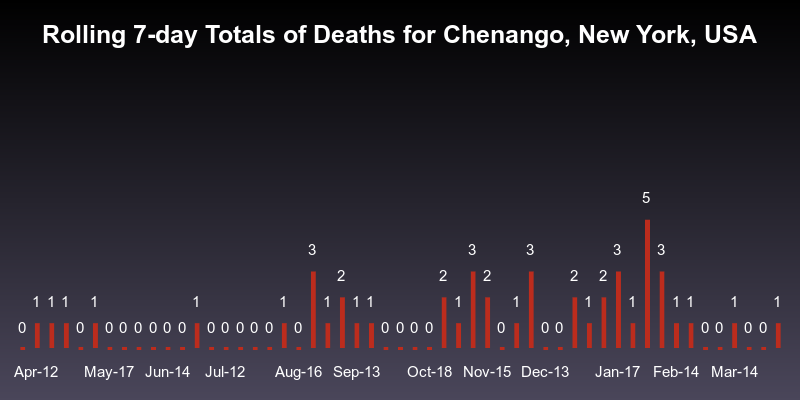 Rolling 7-day Totals of Deaths for Chenango, New York, USA
5
3 3 3 3 3
2 2 2 2 2
1 1 1 1 1 1 1 1 1 1 1 1 1 1 1 1 1
0 0 0 0 0 0 0 0 0 0 0 0 0 0 0 0 0 0 0 0 0 0 0 0 0
Apr-12 May-17 Jun-14 Jul-12 Aug-16 Sep-13 Oct-18 Nov-15 Dec-13 Jan-17 Feb-14 Mar-14